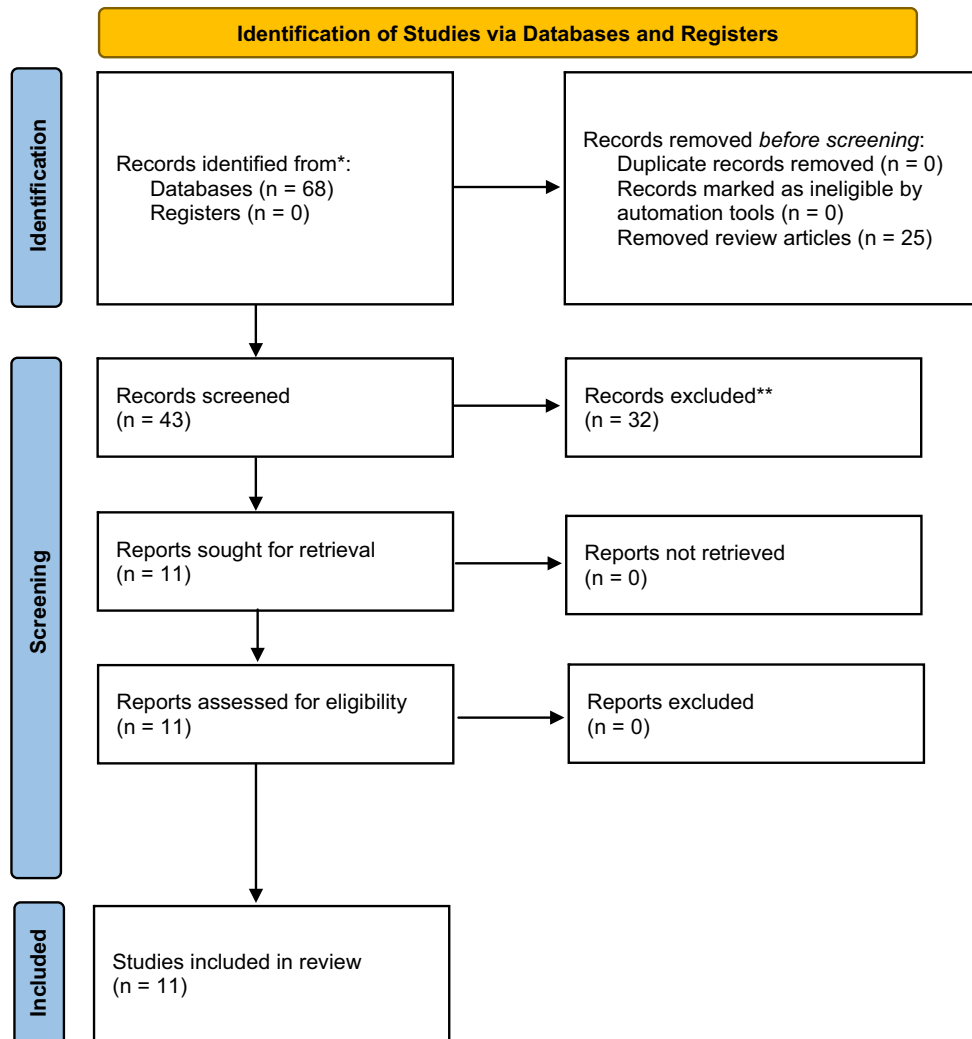 Identification of Studies via Databases and Registers
Identification
Records identified from*:
Databases (n = 68)
Registers (n = 0)
Records removed before screening:
Duplicate records removed (n = 0)
Records marked as ineligible by
automation tools (n = 0)
Removed review articles (n = 25)
Screening
Records screened
(n = 43)
Records excluded**
(n = 32)
Reports sought for retrieval
(n = 11)
Reports not retrieved
(n = 0)
Reports assessed for eligibility
(n = 11)
Reports excluded
(n = 0)
Included
Studies included in review
(n = 11)